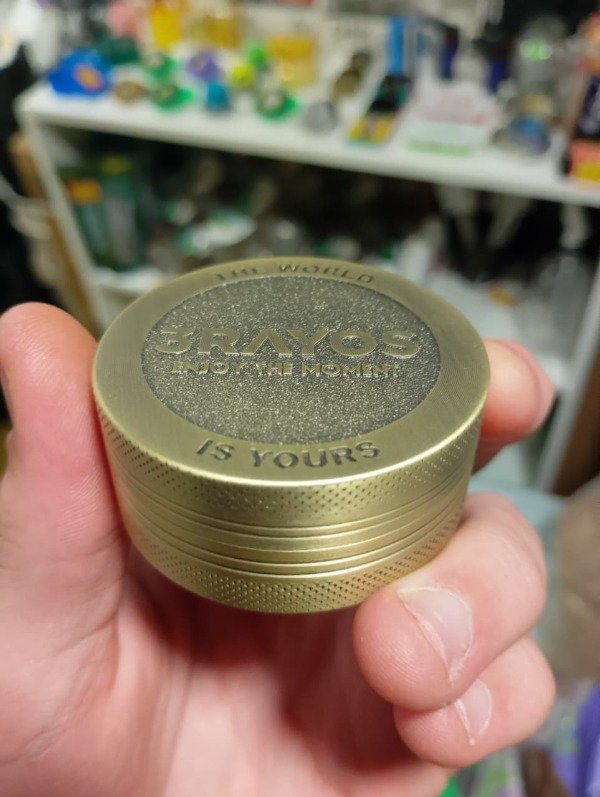 THE WORLD
3RAYOS
ENJOY THE MOMENT
IS YOURS